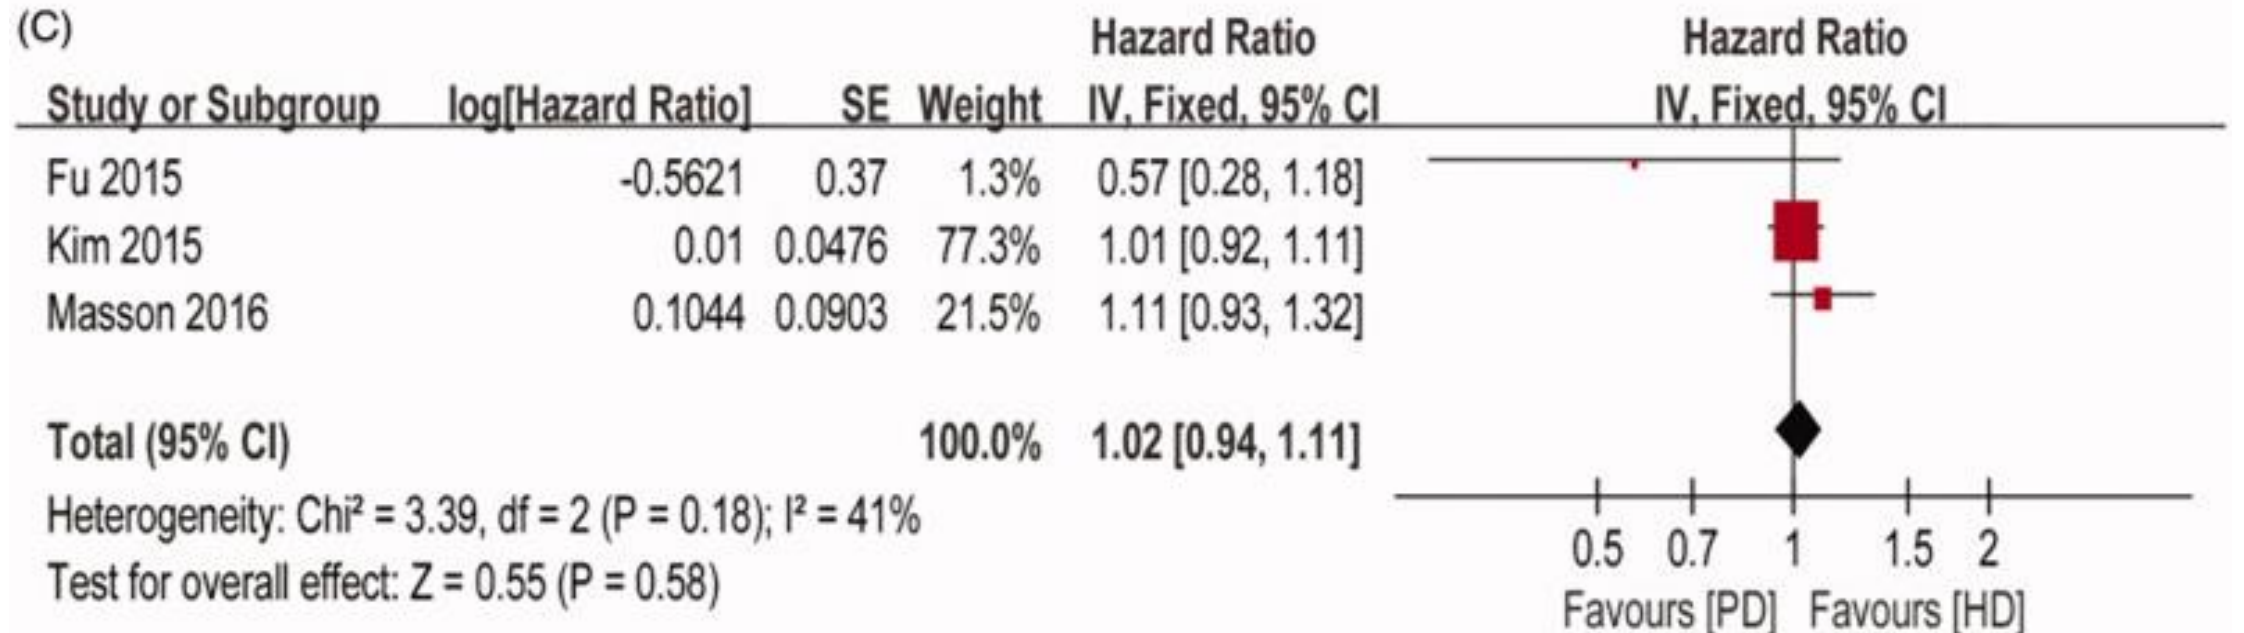 (C)
Hazard Ratio Hazard Ratio
Study or Subgroup log[Hazard Ratio] SE Weight IV, Fixed, 95% CI IV, Fixed, 95% CI
Fu 2015 -0.5621 0.37 1.3% 0.57 [0.28, 1.18]
Kim 2015 0.01 0.0476 77.3% 1.01 [0.92, 1.11]
Masson 2016 0.1044 0.0903 21.5% 1.11 [0.93, 1.32]
Total (95% CI) 100.0% 1.02 [0.94, 1.11]
Heterogeneity: Chi² = 3.39, df = 2 (P = 0.18); I² = 41%
Test for overall effect: Z = 0.55 (P = 0.58)
0.5 0.7 1 1.5 2
Favours [PD] Favours [HD]